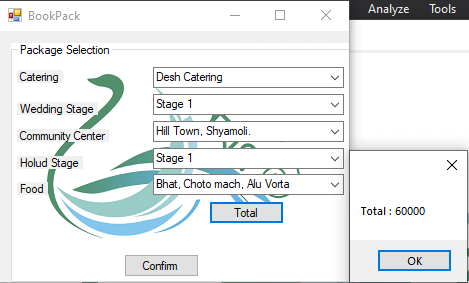 BookPack
Analyze Tools
Package Selection
Catering Desh Catering
Wedding Stage Stage 1
Community Center Hill Town, Shyamoli.
Holud Stage Stage 1
Food Bhat, Choto mach, Alu Vorta
Total
Confirm
Total : 60000
OK